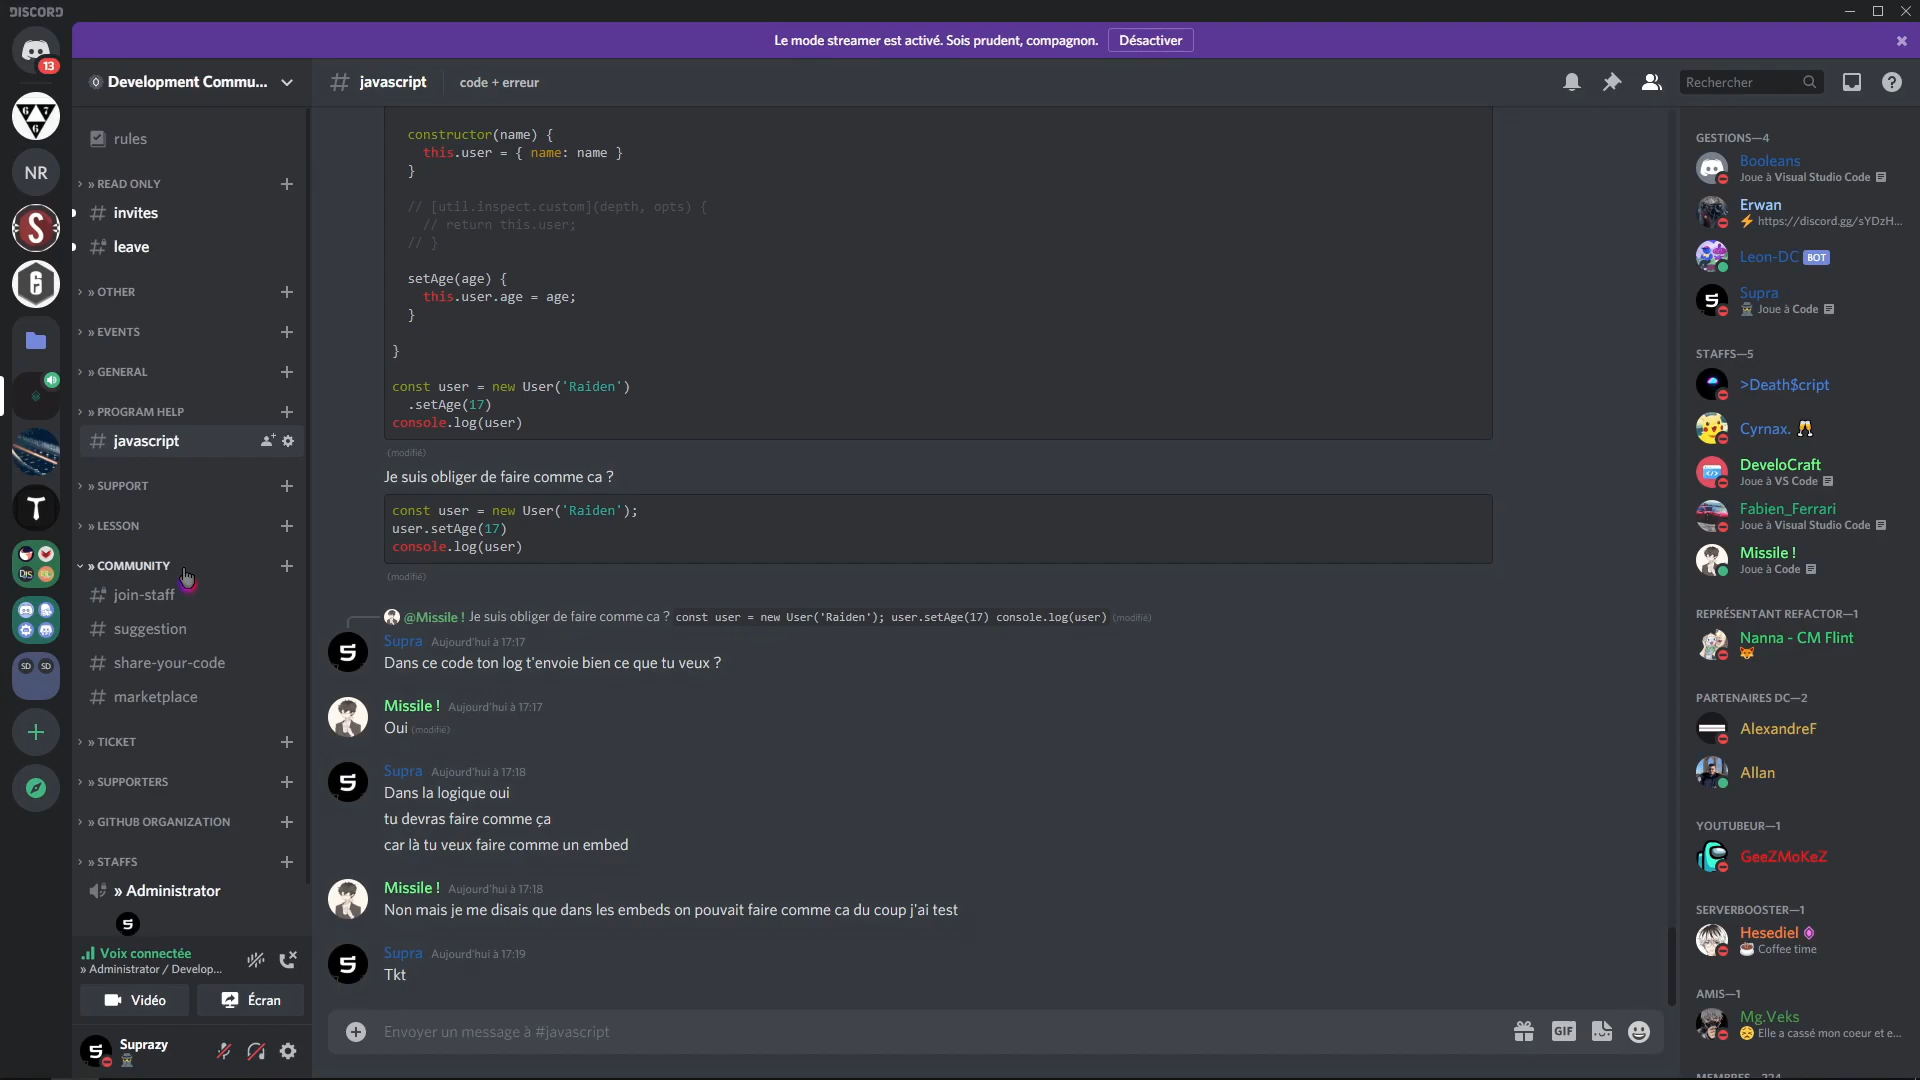 DISCORD
Le mode streamer est activé. Sois prudent, compagnon.
Désactiver
13
NR
DJS
SD SD
Development Commu...
rules
» READ ONLY
invites
leave
» OTHER
» EVENTS
» GENERAL
» PROGRAM HELP
javascript
» SUPPORT
» LESSON
» COMMUNITY
join-staff
suggestion
share-your-code
marketplace
» TICKET
» SUPPORTERS
» GITHUB ORGANIZATION
» STAFFS
» Administrator
Voix connectée
» Administrator / Develop...
Vidéo
Écran
Suprazy
# javascript
code + erreur
Rechercher
constructor(name) {
this.user = { name: name }
}
// [util.inspect.custom](depth, opts) {
// return this.user;
// }
setAge(age) {
this.user.age = age;
}
}
const user = new User('Raiden')
.setAge(17)
console.log(user)
(modifié)
Je suis obliger de faire comme ca ?
const user = new User('Raiden');
user.setAge(17)
console.log(user)
(modifié)
@Missile ! Je suis obliger de faire comme ca ? const user = new User('Raiden'); user.setAge(17) console.log(user) (modifié)
Supra Aujourd'hui à 17:17
Dans ce code ton log t'envoie bien ce que tu veux ?
Missile ! Aujourd'hui à 17:17
Oui (modifié)
Supra Aujourd'hui à 17:18
Dans la logique oui
tu devras faire comme ça
car là tu veux faire comme un embed
Missile ! Aujourd'hui à 17:18
Non mais je me disais que dans les embeds on pouvait faire comme ca du coup j'ai test
Supra Aujourd'hui à 17:19
Tkt
Envoyer un message à #javascript
GIF
GESTIONS—4
Booleans
Joue à Visual Studio Code
Erwan
⚡ https://discord.gg/sYDzH...
Leon-DC BOT
Supra
Joue à Code
STAFFS—5
>Death$cript
Cyrnax. 🥂
DeveloCraft
Joue à VS Code
Fabien_Ferrari
Joue à Visual Studio Code
Missile !
Joue à Code
REPRÉSENTANT REFACTOR—1
Nanna - CM Flint
🦊
PARTENAIRES DC—2
AlexandreF
Allan
YOUTUBEUR—1
GeeZMoKeZ
SERVERBOOSTER—1
Hesediel
☕ Coffee time
AMIS—1
Mg.Veks
😥 Elle a cassé mon coeur et e...
MEMBRES—224